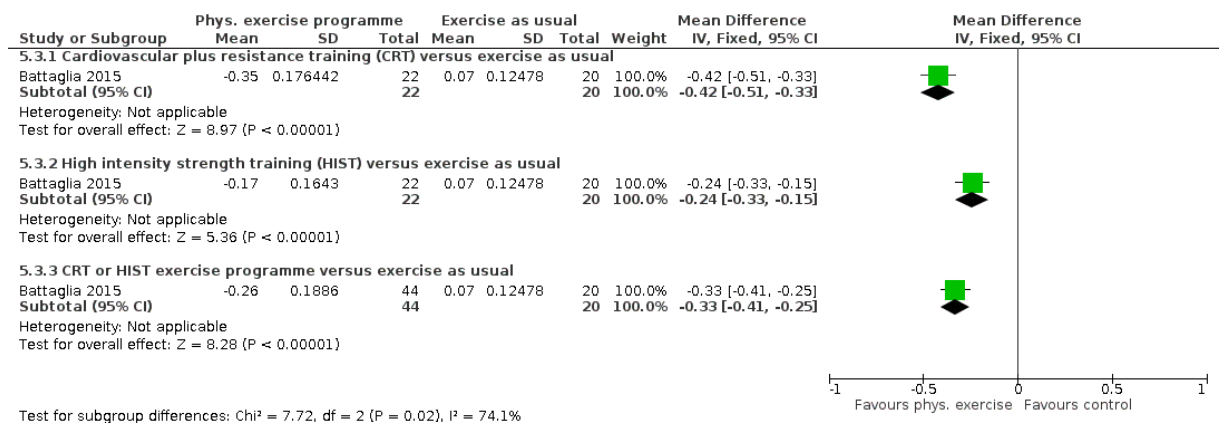 Phys. exercise programme Exercise as usual Mean Difference Mean Difference
Study or Subgroup Mean SD Total Mean SD Total Weight IV, Fixed, 95% CI IV, Fixed, 95% CI
5.3.1 Cardiovascular plus resistance training (CRT) versus exercise as usual
Battaglia 2015 -0.35 0.176442 22 0.07 0.12478 20 100.0% -0.42 [-0.51, -0.33]
Subtotal (95% CI) 22 20 100.0% -0.42 [-0.51, -0.33]
Heterogeneity: Not applicable
Test for overall effect: Z = 8.97 (P < 0.00001)
5.3.2 High intensity strength training (HIST) versus exercise as usual
Battaglia 2015 -0.17 0.1643 22 0.07 0.12478 20 100.0% -0.24 [-0.33, -0.15]
Subtotal (95% CI) 22 20 100.0% -0.24 [-0.33, -0.15]
Heterogeneity: Not applicable
Test for overall effect: Z = 5.36 (P < 0.00001)
5.3.3 CRT or HIST exercise programme versus exercise as usual
Battaglia 2015 -0.26 0.1886 44 0.07 0.12478 20 100.0% -0.33 [-0.41, -0.25]
Subtotal (95% CI) 44 20 100.0% -0.33 [-0.41, -0.25]
Heterogeneity: Not applicable
Test for overall effect: Z = 8.28 (P < 0.00001)
-1 -0.5 0 0.5 1
Favours phys. exercise Favours control
Test for subgroup differences: Chi² = 7.72, df = 2 (P = 0.02), I² = 74.1%